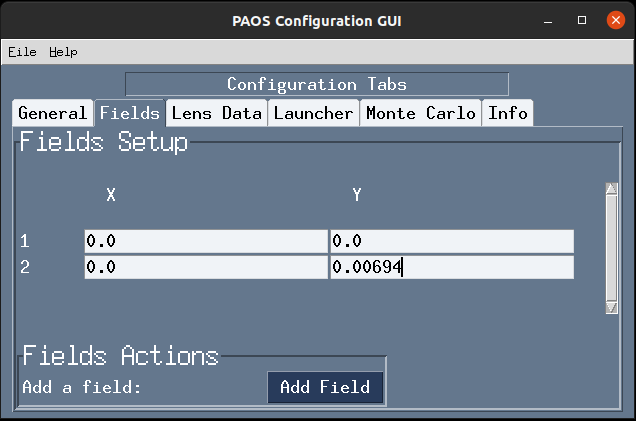 PAOS Configuration GUI
File Help
Configuration Tabs
General Fields Lens Data Launcher Monte Carlo Info
Fields Setup
X Y
1 0.0 0.0
2 0.0 0.00694
Fields Actions
Add a field: Add Field